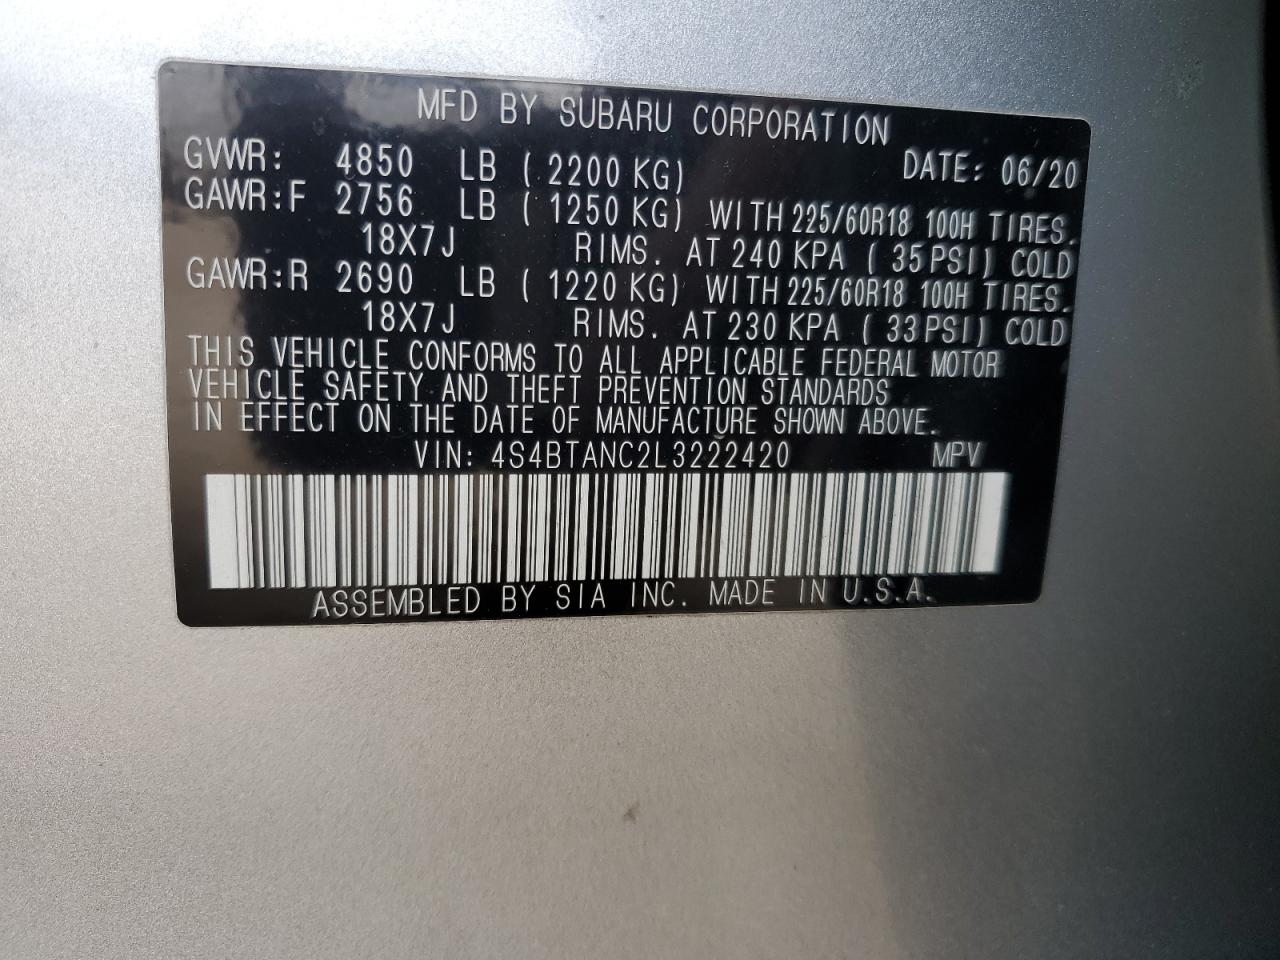 MFD BY SUBARU CORPORATION
GVWR: 4850 LB ( 2200 KG) DATE: 06/20
GAWR:F 2756 LB ( 1250 KG) WITH 225/60R18 100H TIRES.
18X7J RIMS. AT 240 KPA ( 35 PSI) COLD
GAWR:R 2690 LB ( 1220 KG) WITH 225/60R18 100H TIRES.
18X7J RIMS. AT 230 KPA ( 33 PSI) COLD
THIS VEHICLE CONFORMS TO ALL APPLICABLE FEDERAL MOTOR
VEHICLE SAFETY AND THEFT PREVENTION STANDARDS
IN EFFECT ON THE DATE OF MANUFACTURE SHOWN ABOVE.
VIN: 4S4BTANC2L3222420 MPV
ASSEMBLED BY SIA INC. MADE IN U.S.A.